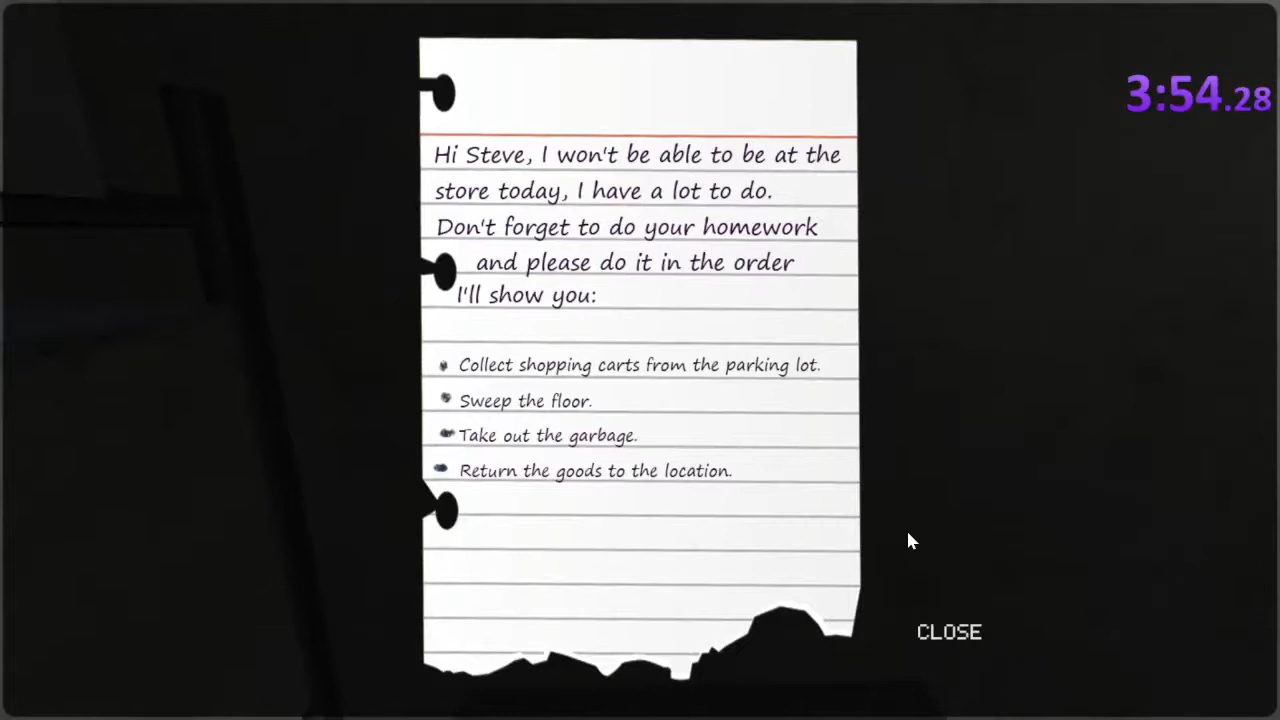 3:54.28
Hi Steve, I won't be able to be at the
store today, I have a lot to do.
Don't forget to do your homework
and please do it in the order
I'll show you:
Collect shopping carts from the parking lot.
Sweep the floor.
Take out the garbage.
Return the goods to the location.
CLOSE